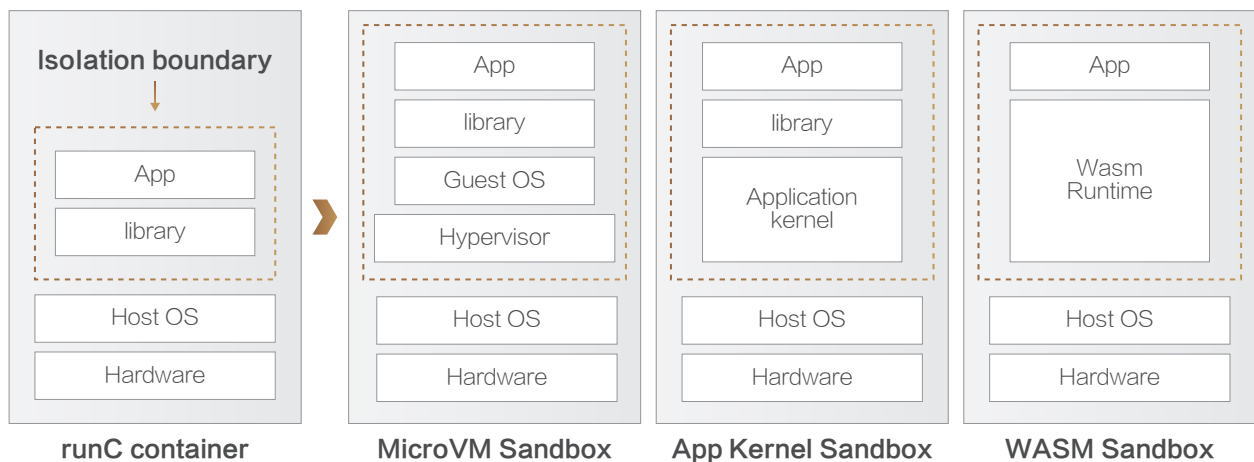 Isolation boundary
App
library
Host OS
Hardware
runC container
App
library
Guest OS
Hypervisor
Host OS
Hardware
MicroVM Sandbox
App
library
Application
kernel
Host OS
Hardware
App Kernel Sandbox
App
Wasm
Runtime
Host OS
Hardware
WASM Sandbox